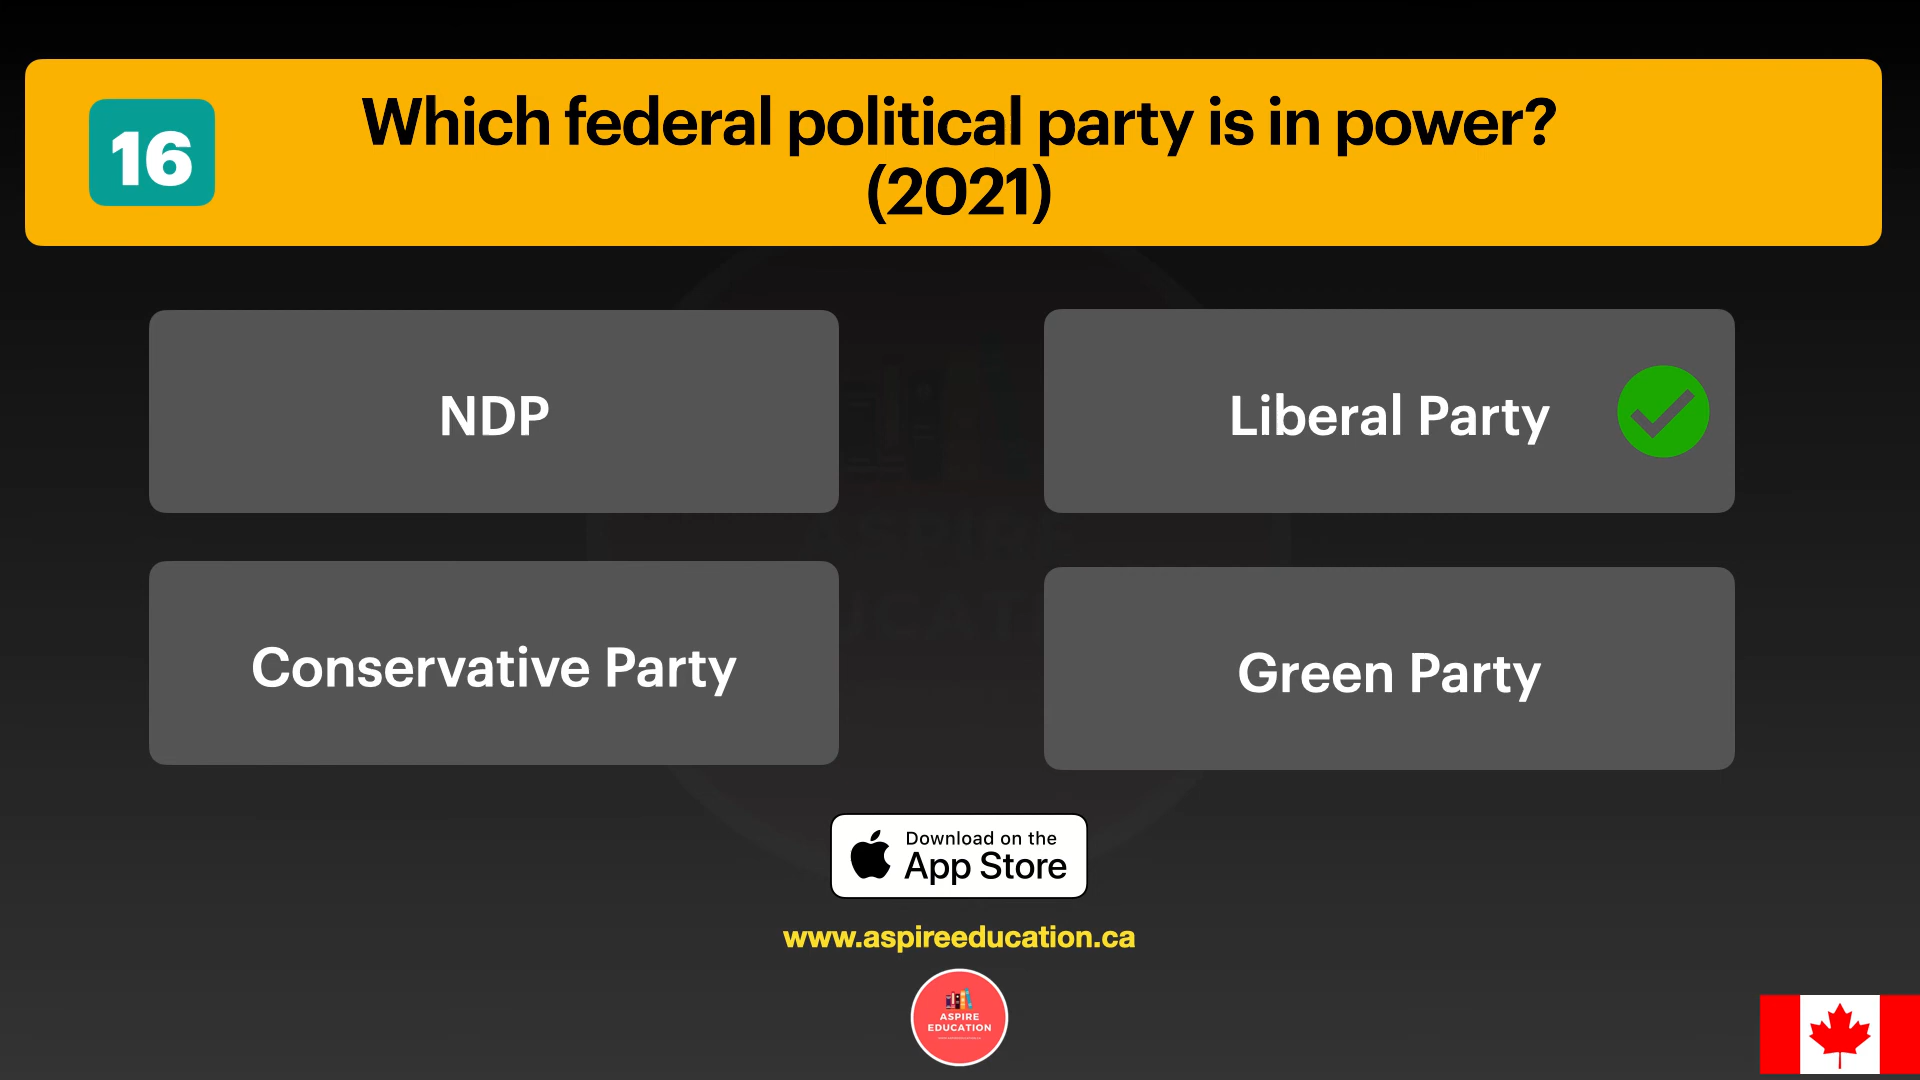 16
Which federal political party is in power?
(2021)
NDP
Liberal Party
Conservative Party
Green Party
Download on the
App Store
www.aspireeducation.ca
ASPIRE
EDUCATION